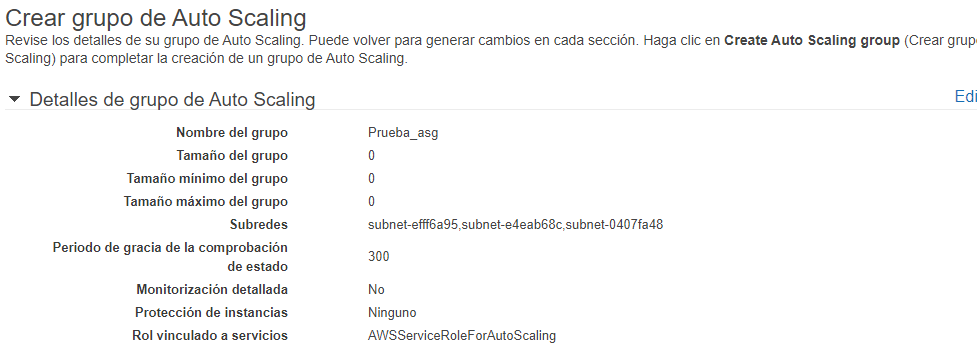 Crear grupo de Auto Scaling
Revise los detalles de su grupo de Auto Scaling. Puede volver para generar cambios en cada sección. Haga clic en Create Auto Scaling group (Crear grupo
Scaling) para completar la creación de un grupo de Auto Scaling.
Detalles de grupo de Auto Scaling Edi
Nombre del grupo Prueba_asg
Tamaño del grupo 0
Tamaño mínimo del grupo 0
Tamaño máximo del grupo 0
Subredes subnet-efff6a95,subnet-e4eab68c,subnet-0407fa48
Periodo de gracia de la comprobación
de estado 300
Monitorización detallada No
Protección de instancias Ninguno
Rol vinculado a servicios AWSServiceRoleForAutoScaling